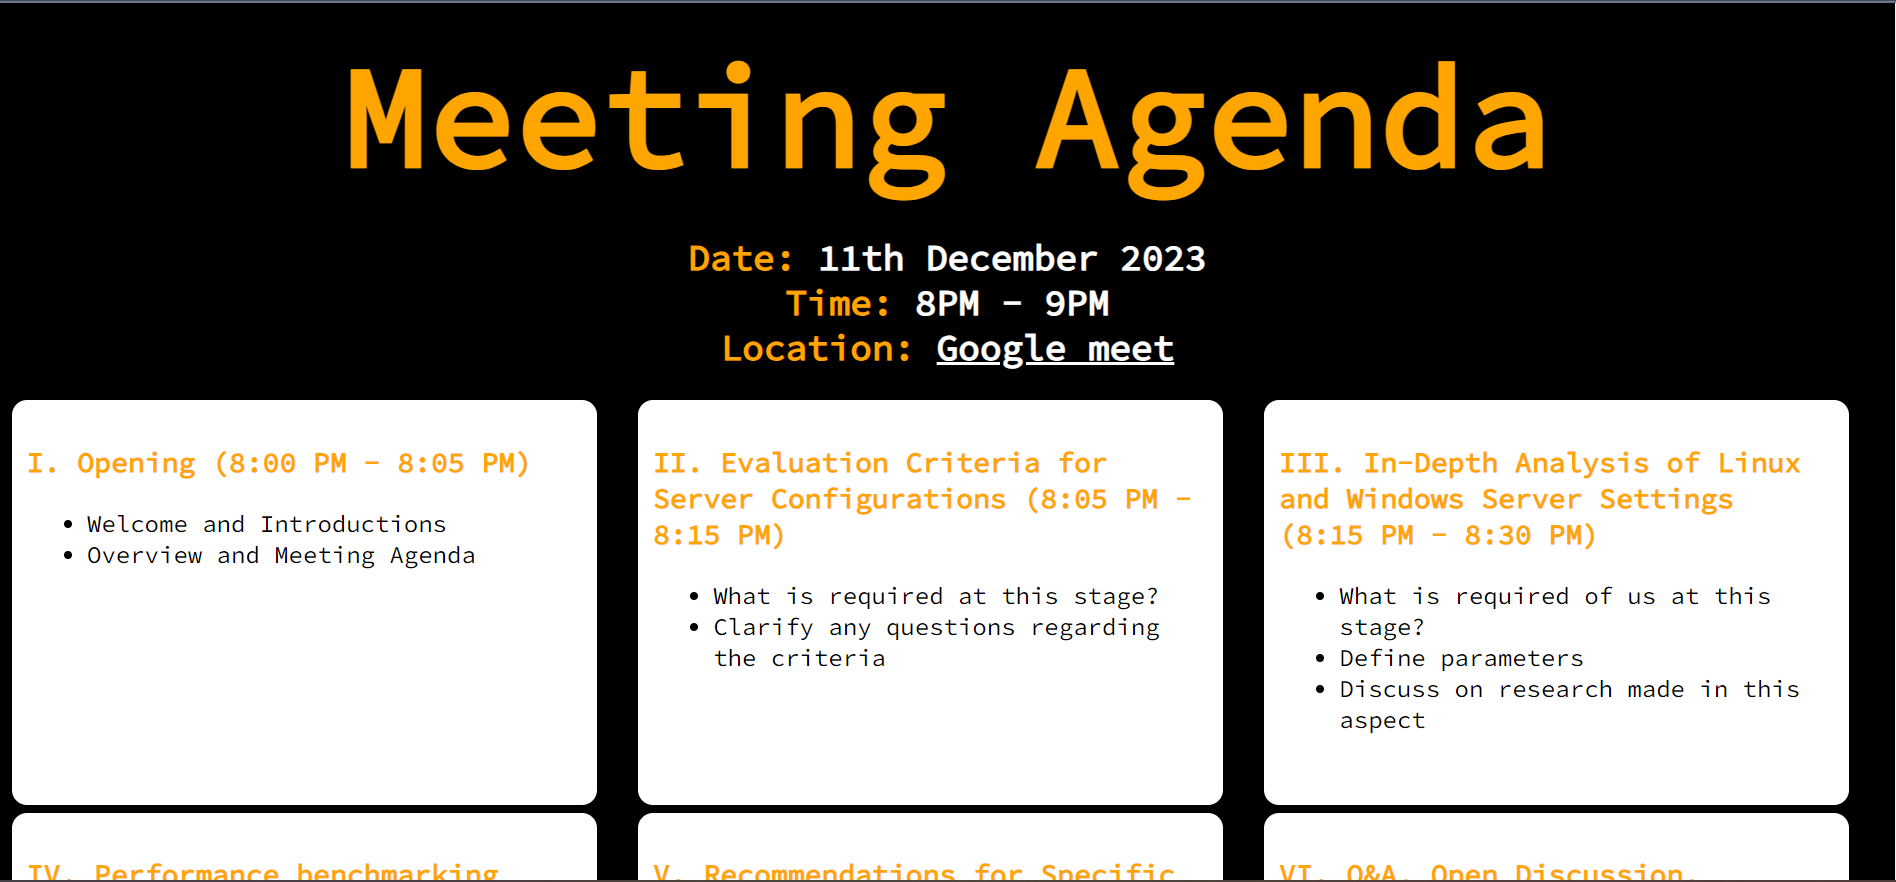 Meeting Agenda
Date: 11th December 2023
Time: 8PM - 9PM
Location: Google meet
I. Opening (8:00 PM - 8:05 PM)
• Welcome and Introductions
• Overview and Meeting Agenda
II. Evaluation Criteria for
Server Configurations (8:05 PM -
8:15 PM)
• What is required at this stage?
• Clarify any questions regarding
the criteria
III. In-Depth Analysis of Linux
and Windows Server Settings
(8:15 PM - 8:30 PM)
• What is required of us at this
stage?
• Define parameters
• Discuss on research made in this
aspect
IV. Performance benchmarking
V. Recommendations for Specific
VI. Q&A, Open Discussion,